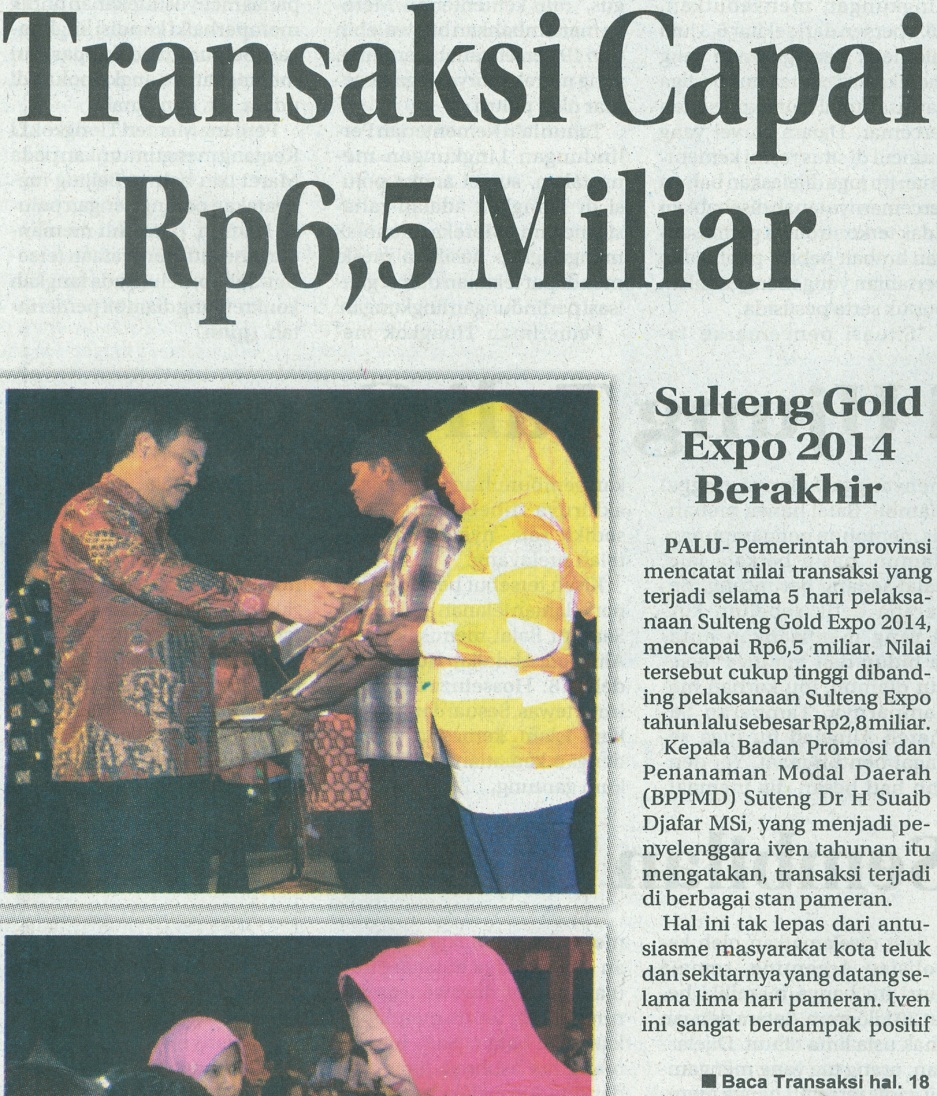 Transaksi Capai
Rp6,5 Miliar
Sulteng Gold
Expo 2014
Berakhir
PALU- Pemerintah provinsi
mencatat nilai transaksi yang
terjadi selama 5 hari pelaksa-
naan Sulteng Gold Expo 2014,
mencapai Rp6,5 miliar. Nilai
tersebut cukup tinggi diband-
ing pelaksanaan Sulteng Expo
tahun lalu sebesar Rp2,8 miliar.
Kepala Badan Promosi dan
Penanaman Modal Daerah
(BPPMD) Suteng Dr H Suaib
Djafar MSi, yang menjadi pe-
nyelenggara iven tahunan itu
mengatakan, transaksi terjadi
di berbagai stan pameran.
Hal ini tak lepas dari antu-
siasme masyarakat kota teluk
dan sekitarnya yang datang se-
lama lima hari pameran. Iven
ini sangat berdampak positif
■ Baca Transaksi hal. 18